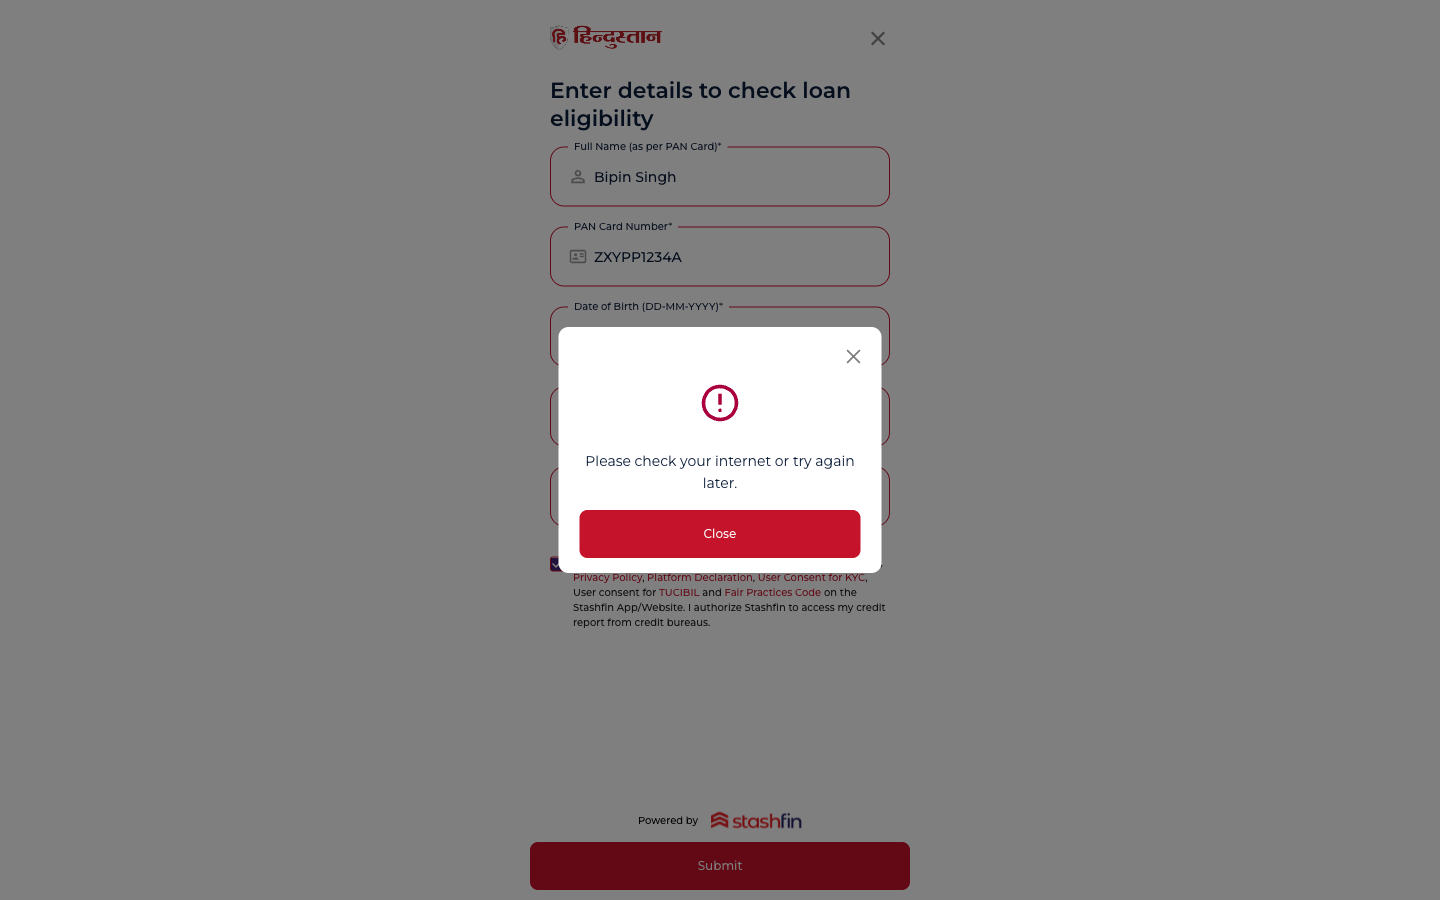 हि हिन्दुस्तान
Enter details to check loan
eligibility
Full Name (as per PAN Card)*
Bipin Singh
PAN Card Number*
ZXYPP1234A
Date of Birth (DD-MM-YYYY)*
Please check your internet or try again
later.
Close
Privacy Policy, Platform Declaration, User Consent for KYC,
User consent for TUCIBIL and Fair Practices Code on the
Stashfin App/Website. I authorize Stashfin to access my credit
report from credit bureaus.
Powered by stashfin
Submit